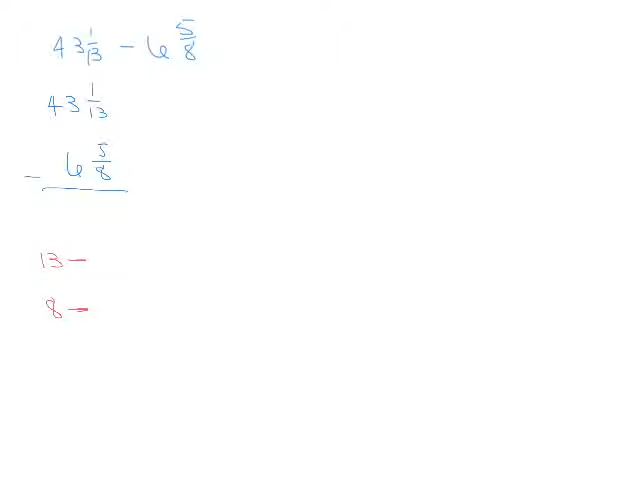 43 1/13 - 6 5/8
43 1/13
- 6 5/8
13 -
8 -